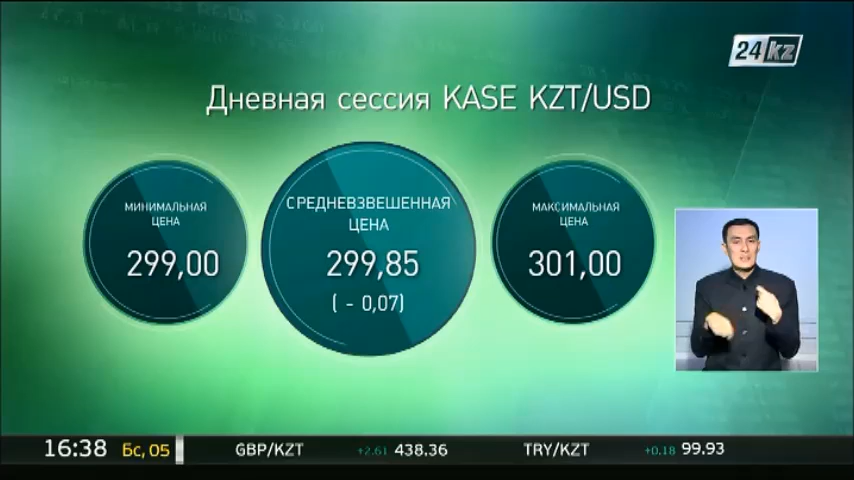 24kz
Дневная сессия KASE KZT/USD
МИНИМАЛЬНАЯ
ЦЕНА
299,00
СРЕДНЕВЗВЕШЕННАЯ
ЦЕНА
299,85
( - 0,07)
МАКСИМАЛЬНАЯ
ЦЕНА
301,00
16:38 Бс, 05 GBP/KZT +2.61 438.36 TRY/KZT +0.18 99.93